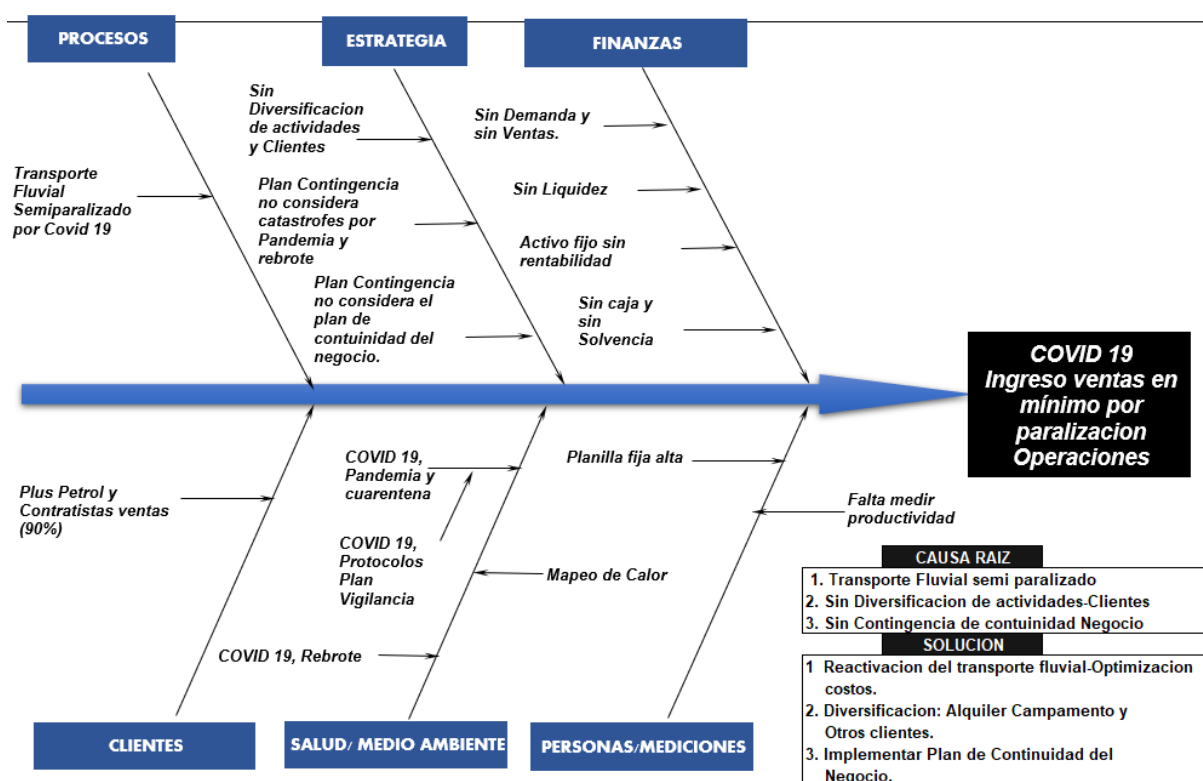 PROCESOS
ESTRATEGIA
FINANZAS
Transporte
Fluvial
Semiparalizado
por Covid 19
Sin
Diversificacion
de actividades
y Clientes
Plan Contingencia
no considera
catastrofes por
Pandemia y
rebrote
Plan Contingencia
no considera el
plan de
contuinidad del
negocio.
Sin Demanda y
sin Ventas.
Sin Liquidez
Activo fijo sin
rentabilidad
Sin caja y
sin
Solvencia
COVID 19
Ingreso ventas en
mínimo por
paralizacion
Operaciones
Plus Petrol y
Contratistas ventas
(90%)
COVID 19,
Pandemia y
cuarentena
COVID 19,
Protocolos
Plan
Vigilancia
Mapeo de Calor
COVID 19, Rebrote
Planilla fija alta
Falta medir
productividad
CLIENTES
SALUD/ MEDIO AMBIENTE
PERSONAS/MEDICIONES
CAUSA RAIZ
1. Transporte Fluvial semi paralizado
2. Sin Diversificacion de actividades-Clientes
3. Sin Contingencia de contuinidad Negocio
SOLUCION
1 Reactivacion del transporte fluvial-Optimizacion
costos.
2. Diversificacion: Alquiler Campamento y
Otros clientes.
3. Implementar Plan de Continuidad del
Negocio.